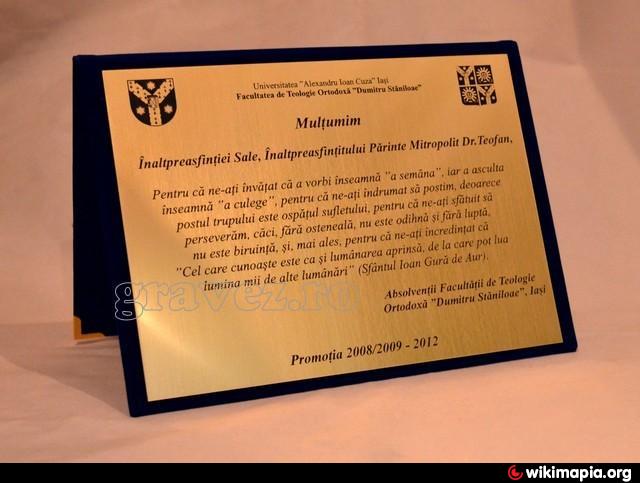 Universitatea "Alexandru Ioan Cuza" Iași
Facultatea de Teologie Ortodoxă "Dumitru Stăniloae"
Mulțumim
Înaltpreasfinției Sale, Înaltpreasfințitului Părinte Mitropolit Dr.Teofan,
Pentru că ne-ați învățat că a vorbi înseamnă "a semăna", iar a asculta
înseamnă "a culege", pentru că ne-ați îndrumat să postim, deoarece
postul trupului este ospățul sufletului, pentru că ne-ați sfătuit să
perseverăm, căci, fără osteneală, nu este odihnă și fără luptă,
nu este biruință, și, mai ales, pentru că ne-ați încredințat că
"Cel care cunoaște este ca și lumânarea aprinsă, de la care pot lua
lumina mii de alte lumânări" (Sfântul Ioan Gură de Aur).
Absolvenții Facultății de Teologie
Ortodoxă "Dumitru Stăniloae", Iași
Promoția 2008/2009 - 2012
gravez.ro
wikimapia.org